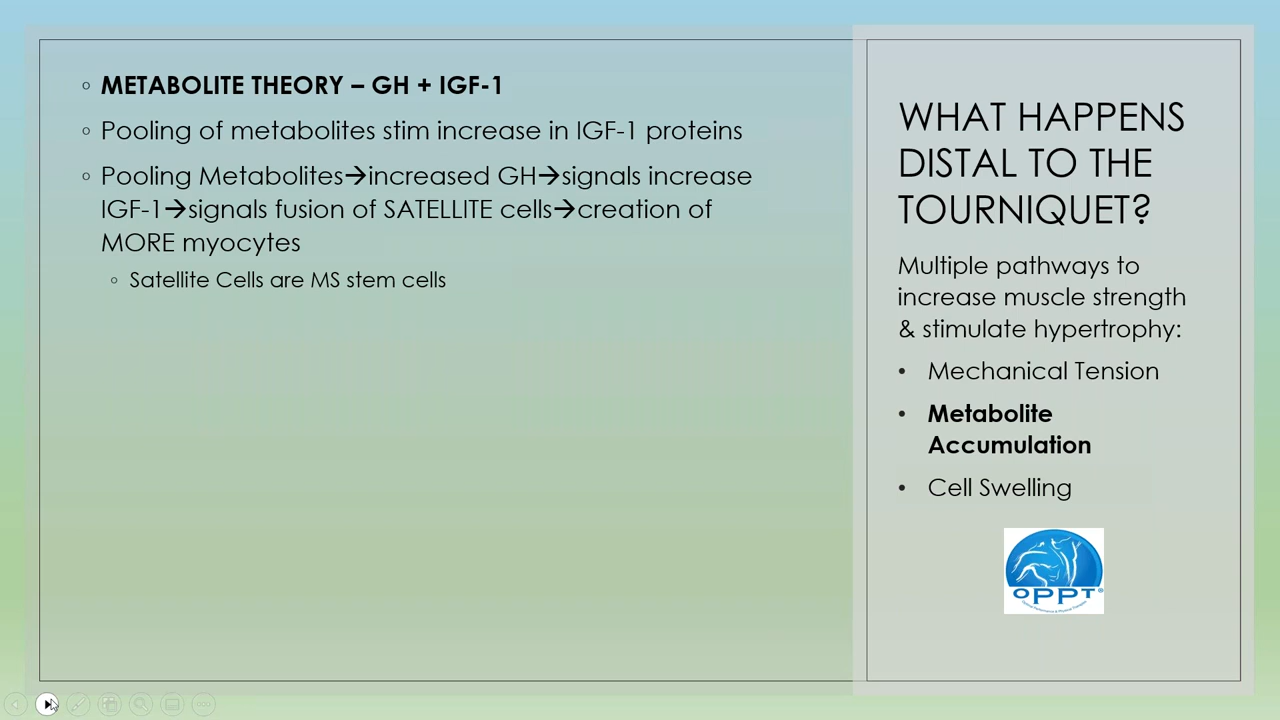 METABOLITE THEORY – GH + IGF-1
Pooling of metabolites stim increase in IGF-1 proteins
Pooling Metabolites→increased GH→signals increase
IGF-1→signals fusion of SATELLITE cells→creation of
MORE myocytes
Satellite Cells are MS stem cells
WHAT HAPPENS
DISTAL TO THE
TOURNIQUET?
Multiple pathways to
increase muscle strength
& stimulate hypertrophy:
• Mechanical Tension
• Metabolite
Accumulation
• Cell Swelling
OPPT®